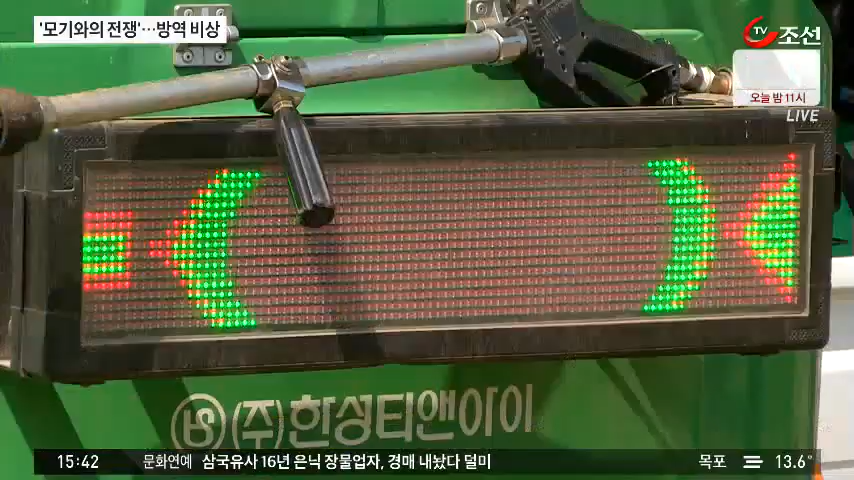 '모기와의 전쟁'…방역 비상
TV조선
오늘 밤 11시
LIVE
HS (주)한성티앤아이
15:42 문화연예 삼국유사 16년 은닉 장물업자, 경매 내놨다 덜미 목포 13.6°